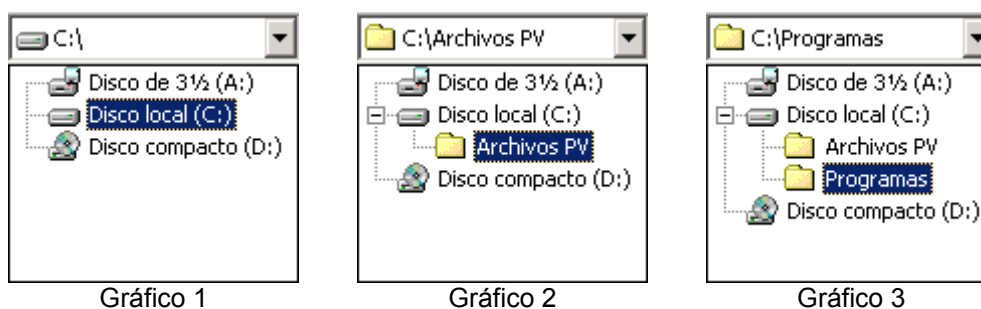 C:\
Disco de 3½ (A:)
Disco local (C:)
Disco compacto (D:)
Gráfico 1
C:\Archivos PV
Disco de 3½ (A:)
Disco local (C:)
Archivos PV
Disco compacto (D:)
Gráfico 2
C:\Programas
Disco de 3½ (A:)
Disco local (C:)
Archivos PV
Programas
Disco compacto (D:)
Gráfico 3